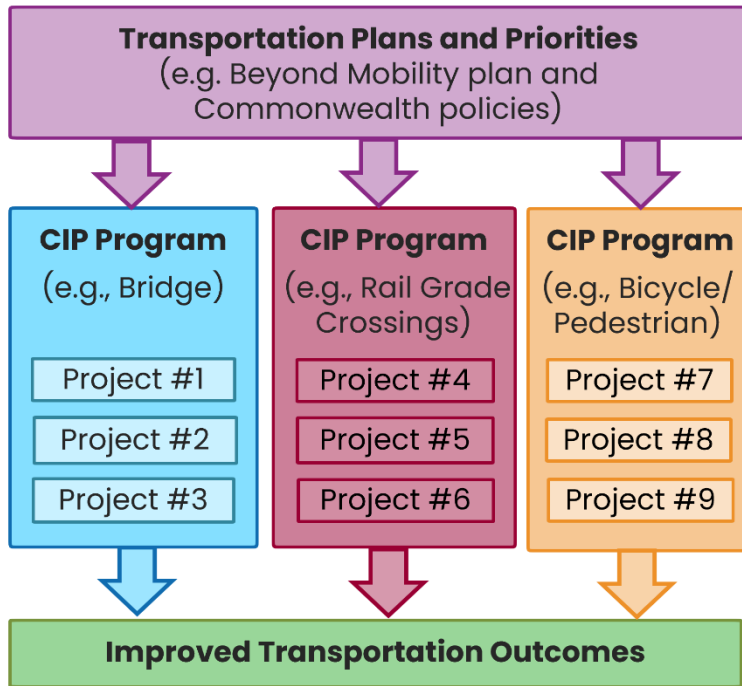 Transportation Plans and Priorities
(e.g. Beyond Mobility plan and
Commonwealth policies)
CIP Program
(e.g., Bridge)
Project #1
Project #2
Project #3
CIP Program
(e.g., Rail Grade
Crossings)
Project #4
Project #5
Project #6
CIP Program
(e.g., Bicycle/
Pedestrian)
Project #7
Project #8
Project #9
Improved Transportation Outcomes